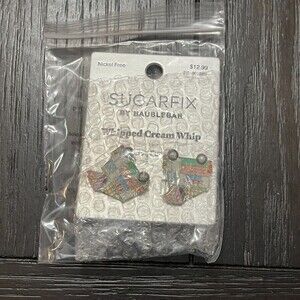 Nickel Free
$12.99
SUGARFIX
BY BAUBLEBAR
Whipped Cream Whip